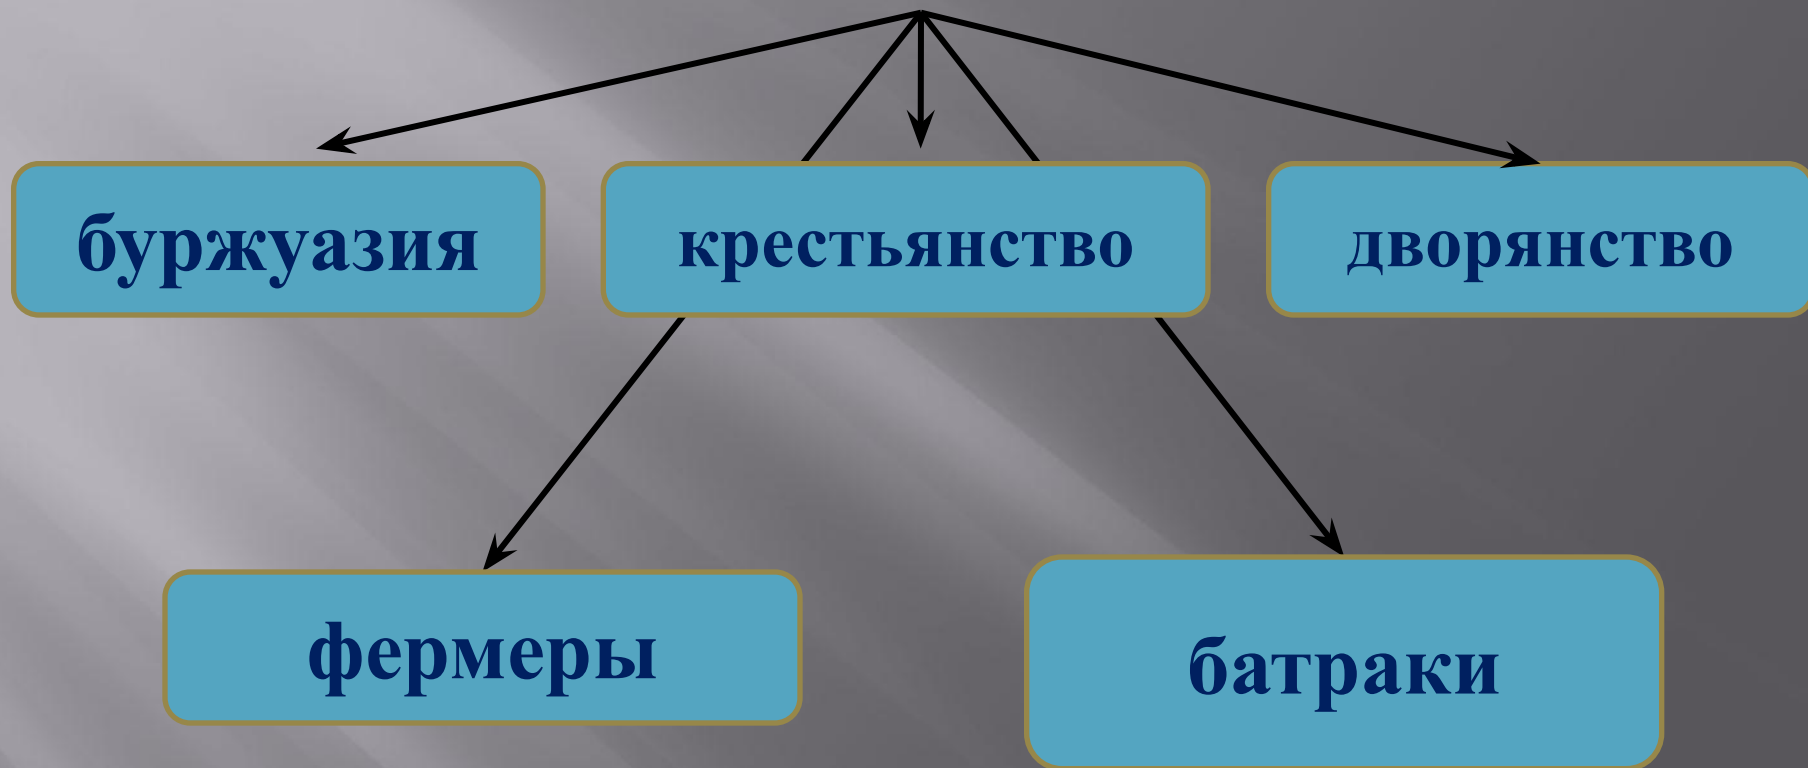 буржуазия
крестьянство
дворянство
фермеры
батраки